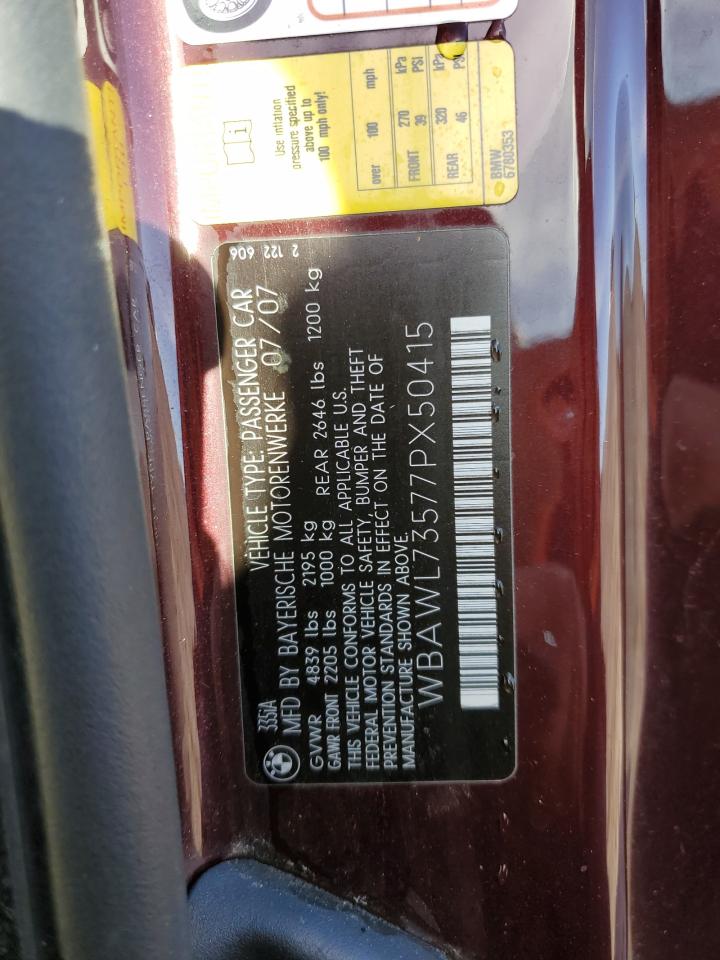 335IA
VEHICLE TYPE: PASSENGER CAR
2 122 606
MFD BY BAYERISCHE MOTORENWERKE 07/07
GVWR 4839 lbs 2195 kg
GAWR FRONT 2205 lbs 1000 kg REAR 2646 lbs 1200 kg
THIS VEHICLE CONFORMS TO ALL APPLICABLE U.S.
FEDERAL MOTOR VEHICLE SAFETY, BUMPER AND THEFT
PREVENTION STANDARDS IN EFFECT ON THE DATE OF
MANUFACTURE SHOWN ABOVE.
WBAWL73577PX50415
Use inflation
pressure specified
above up to
100 mph only!
over 100 mph
FRONT 270 kPa
39 PSI
REAR 320 kPa
46 PSI
BMW
6780353